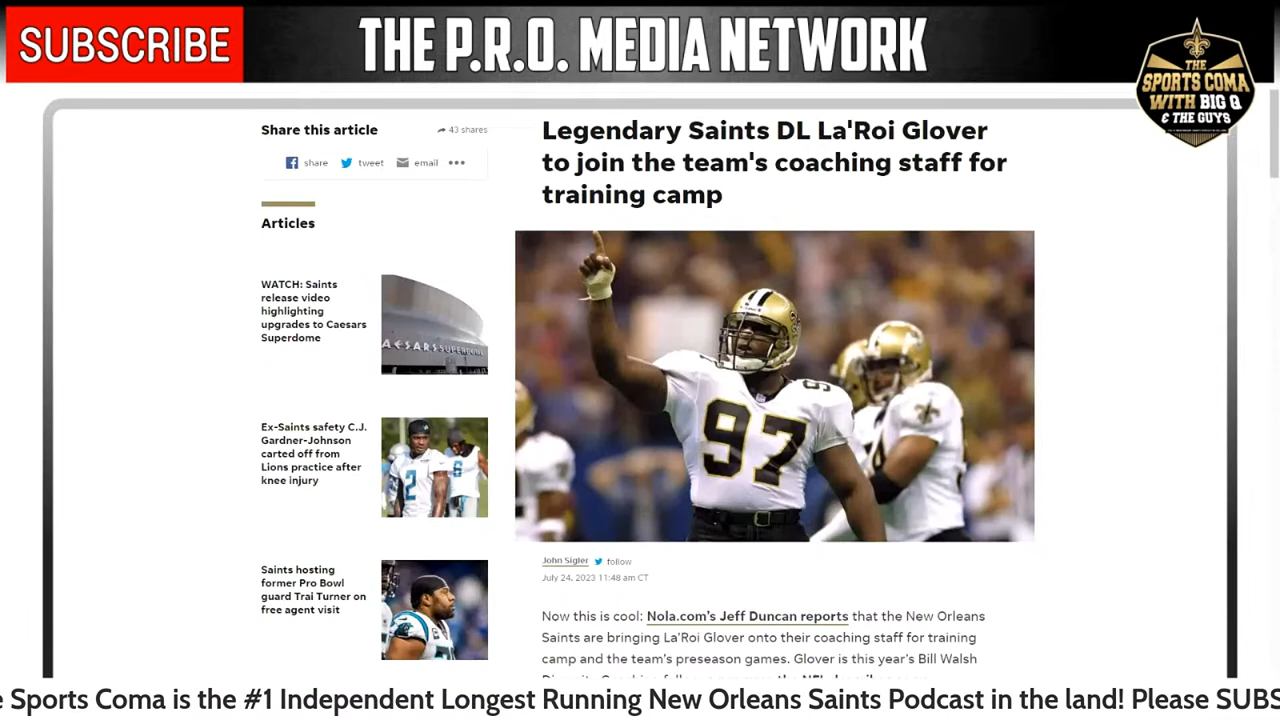 SUBSCRIBE
THE P.R.O. MEDIA NETWORK
THE
SPORTS COMA
WITH BIG Q
& THE GUYS
Share this article
43 shares
share tweet email
Articles
WATCH: Saints
release video
highlighting
upgrades to Caesars
Superdome
CAESARS SUPERDOME
Ex-Saints safety C.J.
Gardner-Johnson
carted off from
Lions practice after
knee injury
2
6
Saints hosting
former Pro Bowl
guard Trai Turner on
free agent visit
Legendary Saints DL La'Roi Glover
to join the team's coaching staff for
training camp
97
John Sigler follow
July 24, 2023 11:48 am CT
Now this is cool: Nola.com's Jeff Duncan reports that the New Orleans
Saints are bringing La'Roi Glover onto their coaching staff for training
camp and the team's preseason games. Glover is this year's Bill Walsh
e Sports Coma is the #1 Independent Longest Running New Orleans Saints Podcast in the land! Please SUBS